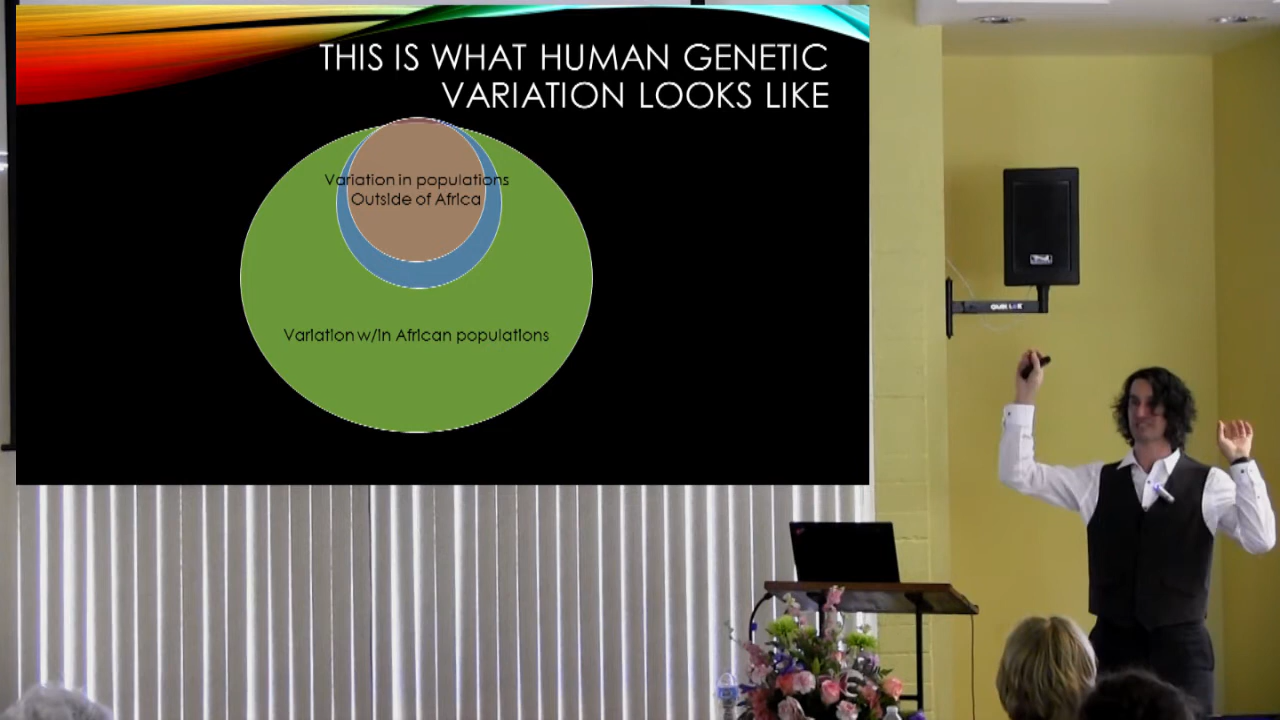 THIS IS WHAT HUMAN GENETIC
VARIATION LOOKS LIKE
Variation in populations
Outside of Africa
Variation w/in African populations